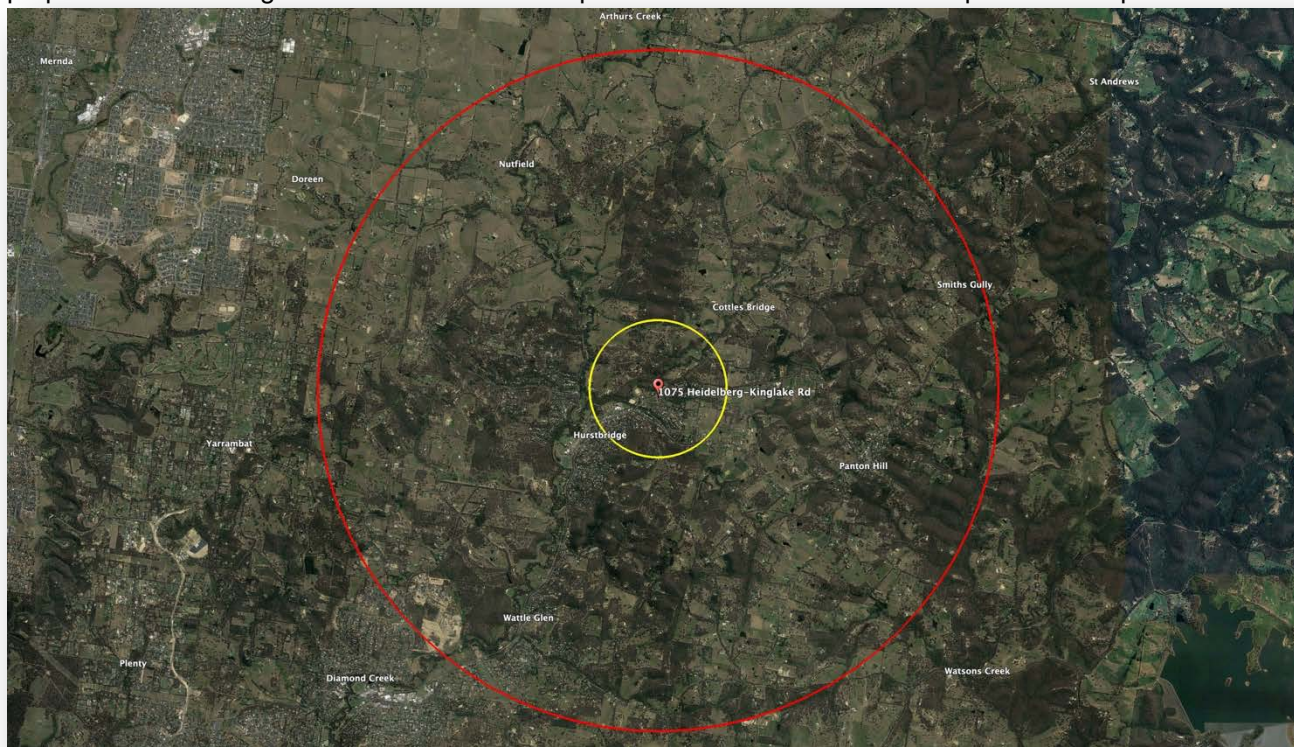 Arthurs Creek
Mernda
St Andrews
Nutfield
Doreen
Smiths Gully
Cottles Bridge
1075 Heidelberg-Kinglake Rd
Hurstbridge
Yarrambat
Panton Hill
Wattle Glen
Plenty
Diamond Creek
Watsons Creek